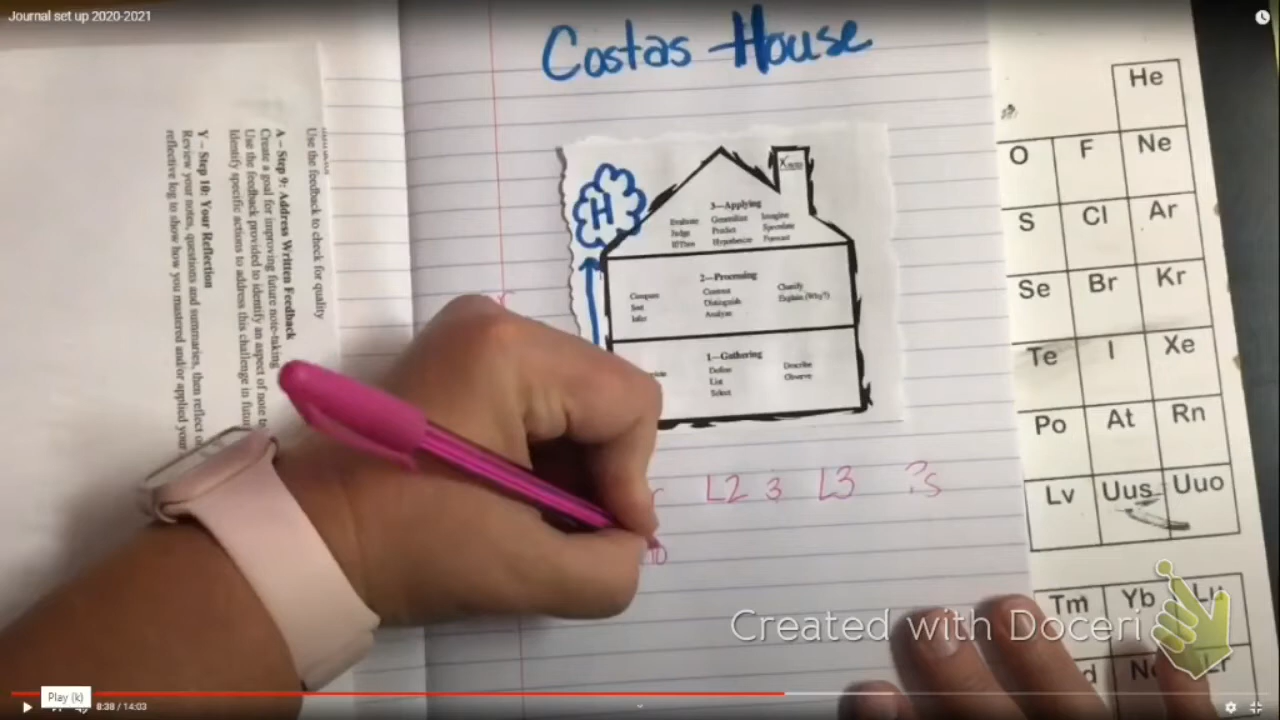 Journal set up 2020-2021
Costas House
Use the feedback to check for quality
A – Step 9: Address Written Feedback
Create a goal for improving future note-taking
Use the feedback provided to identify an aspect of note
Identify specific actions to address this challenge in
Y – Step 10: Your Reflection
Review your notes, questions and summaries, then reflect
reflective log to show how you mastered and/or applied your
H
3—Applying
Evaluate Generalize Imagine
Judge Predict Speculate
If/Then Hypothesize Forecast
2—Processing
Compare Contrast Classify
Sort Distinguish Explain (Why?)
Infer Analyze
1—Gathering
Define Describe
List Observe
Select
L2 3 L3 ?s
He
O F Ne
S Cl Ar
Se Br Kr
Te I Xe
Po At Rn
Lv Uus Uuo
Tm Yb Lu
No Lr
Created with Doceri
Play (k)
8:38 / 14:03